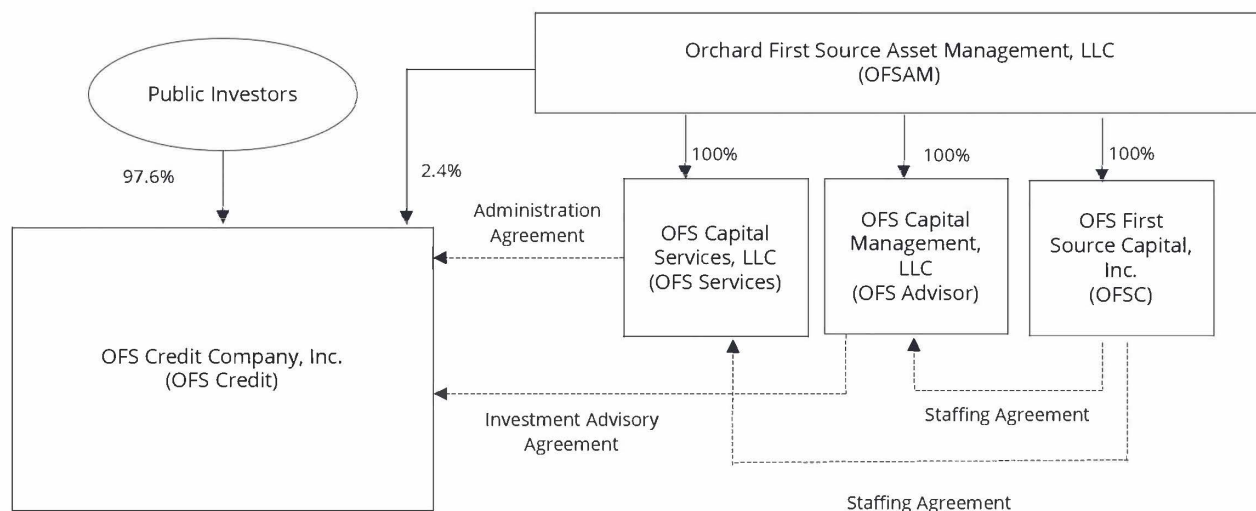 Orchard First Source Asset Management, LLC
(OFSAM)
Public Investors
97.6%
2.4%
100%
100%
100%
Administration
Agreement
OFS Capital
Services, LLC
(OFS Services)
OFS Capital
Management,
LLC
(OFS Advisor)
OFS First
Source Capital,
Inc.
(OFSC)
OFS Credit Company, Inc.
(OFS Credit)
Investment Advisory
Agreement
Staffing Agreement
Staffing Agreement